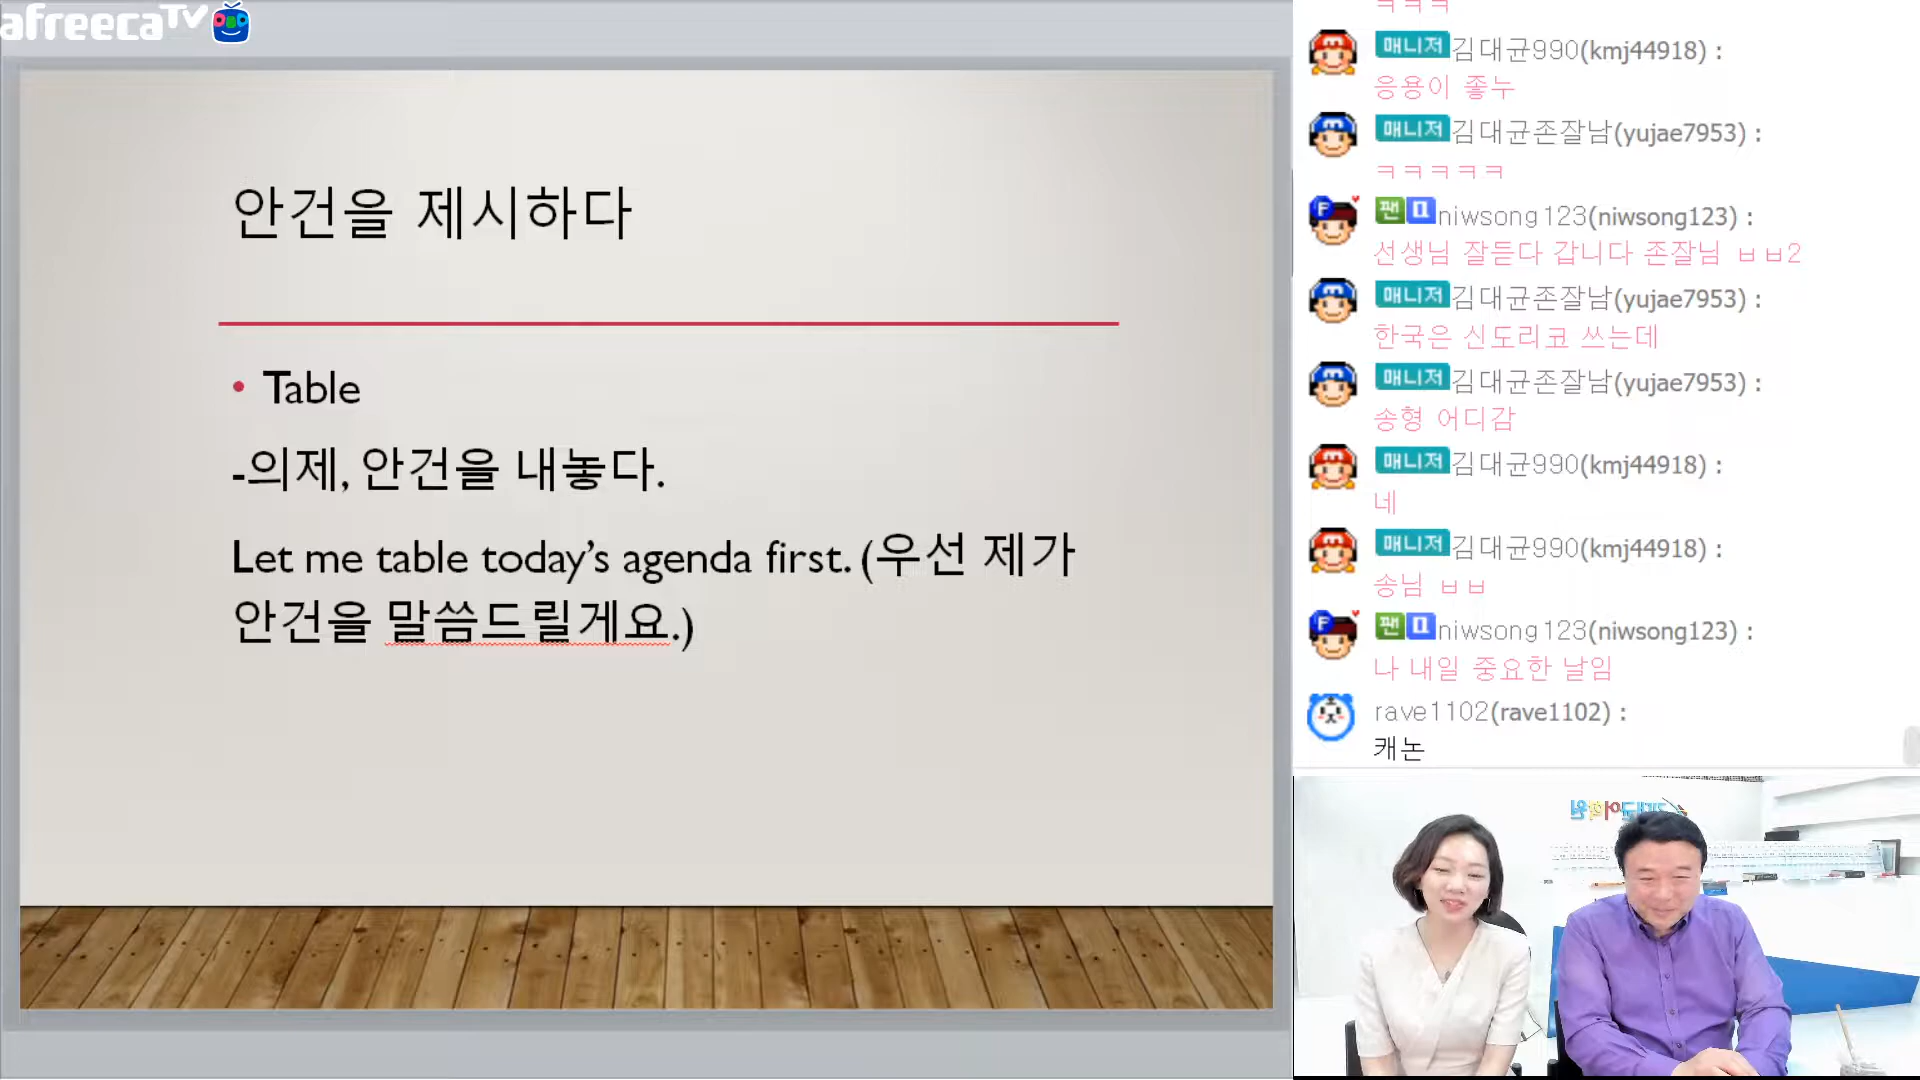 afreecaTV
안건을 제시하다
• Table
-의제, 안건을 내놓다.
Let me table today's agenda first. (우선 제가
안건을 말씀드릴게요.)
ㅋㅋㅋ
매니저 김대균990(kmj44918) :
응용이 좋누
매니저 김대균존잘남(yujae7953) :
ㅋㅋㅋㅋㅋ
팬 niwsong123(niwsong123) :
선생님 잘듣다 갑니다 존잘님 ㅂㅂ2
매니저 김대균존잘남(yujae7953) :
한국은 신도리코 쓰는데
매니저 김대균존잘남(yujae7953) :
송형 어디감
매니저 김대균990(kmj44918) :
네
매니저 김대균990(kmj44918) :
송님 ㅂㅂ
팬 niwsong123(niwsong123) :
나 내일 중요한 날임
rave1102(rave1102) :
캐논